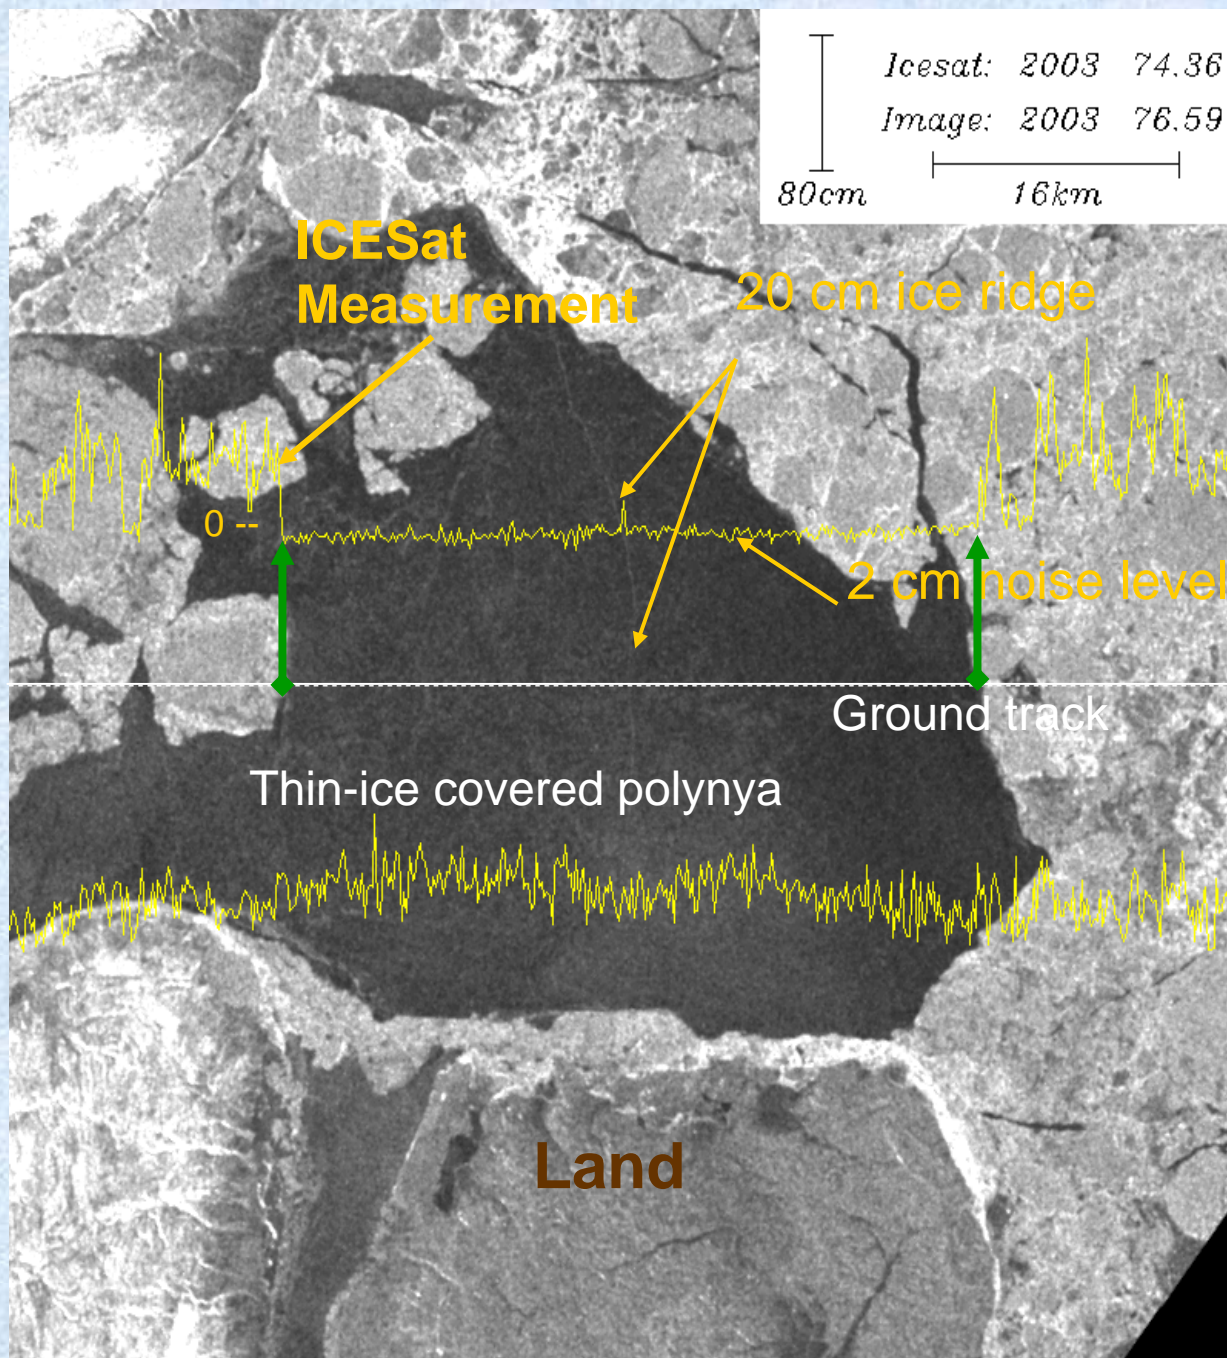 Icesat: 2003 74.36
Image: 2003 76.59
80cm
16km
ICESat
Measurement
20 cm ice ridge
0 --
2 cm noise level
Ground track
Thin-ice covered polynya
Land